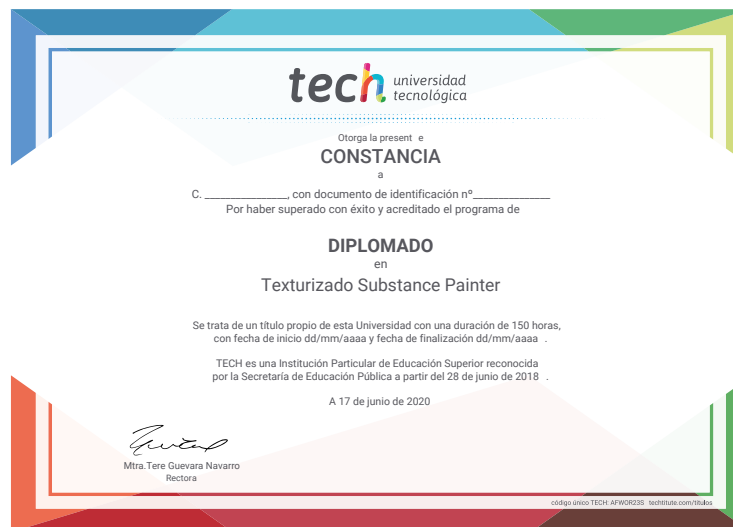 tech universidad
tecnológica
Otorga la present e
CONSTANCIA
a
C. ________________, con documento de identificación nº_______________
Por haber superado con éxito y acreditado el programa de
DIPLOMADO
en
Texturizado Substance Painter
Se trata de un título propio de esta Universidad con una duración de 150 horas,
con fecha de inicio dd/mm/aaaa y fecha de finalización dd/mm/aaaa .
TECH es una Institución Particular de Educación Superior reconocida
por la Secretaría de Educación Pública a partir del 28 de junio de 2018 .
A 17 de junio de 2020
Mtra.Tere Guevara Navarro
Rectora
código único TECH: AFWOR23S techtitute.com/titulos